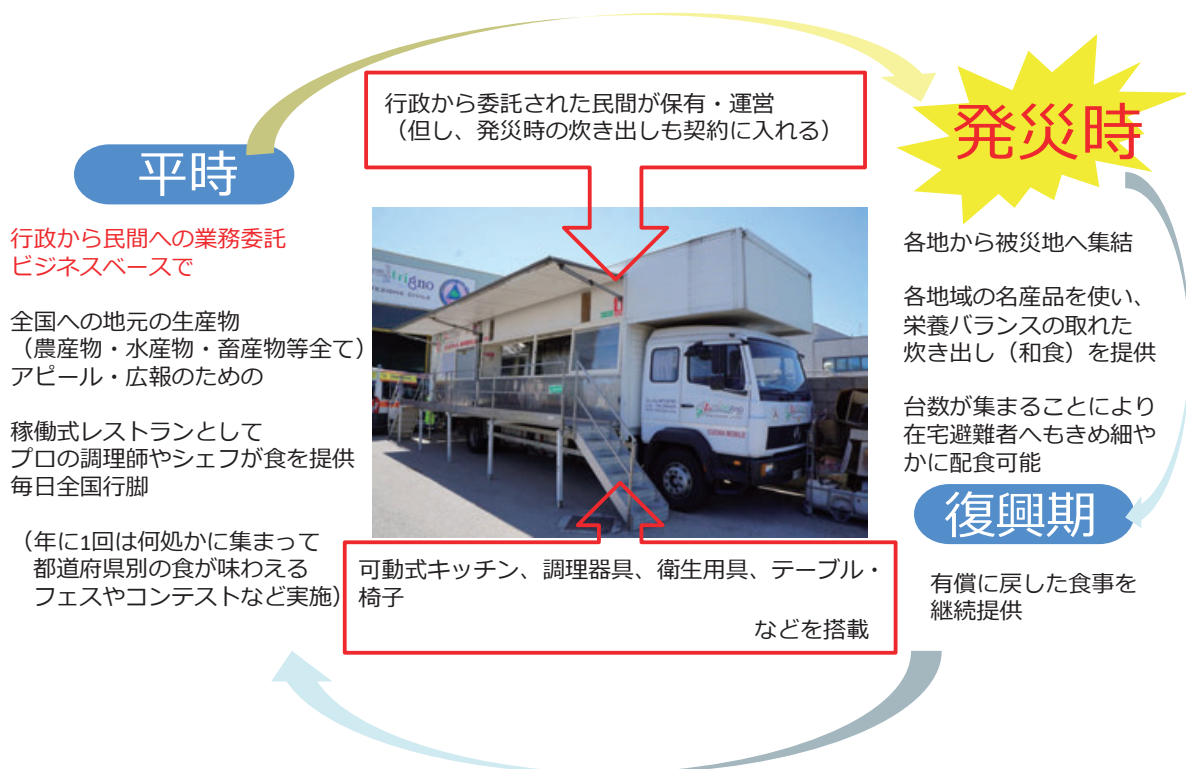 行政から委託された民間が保有・運営
（但し、発災時の炊き出しも契約に入れる）
平時
行政から民間への業務委託
ビジネスベースで
全国への地元の生産物
（農産物・水産物・畜産物等全て）
アピール・広報のための
稼働式レストランとして
プロの調理師やシェフが食を提供
毎日全国行脚
（年に1回は何処かに集まって
都道府県別の食が味わえる
フェスやコンテストなど実施）
可動式キッチン、調理器具、衛生用具、テーブル・
椅子
などを搭載
発災時
各地から被災地へ集結
各地域の名産品を使い、
栄養バランスの取れた
炊き出し（和食）を提供
台数が集まることにより
在宅避難者へもきめ細や
かに配食可能
復興期
有償に戻した食事を
継続提供